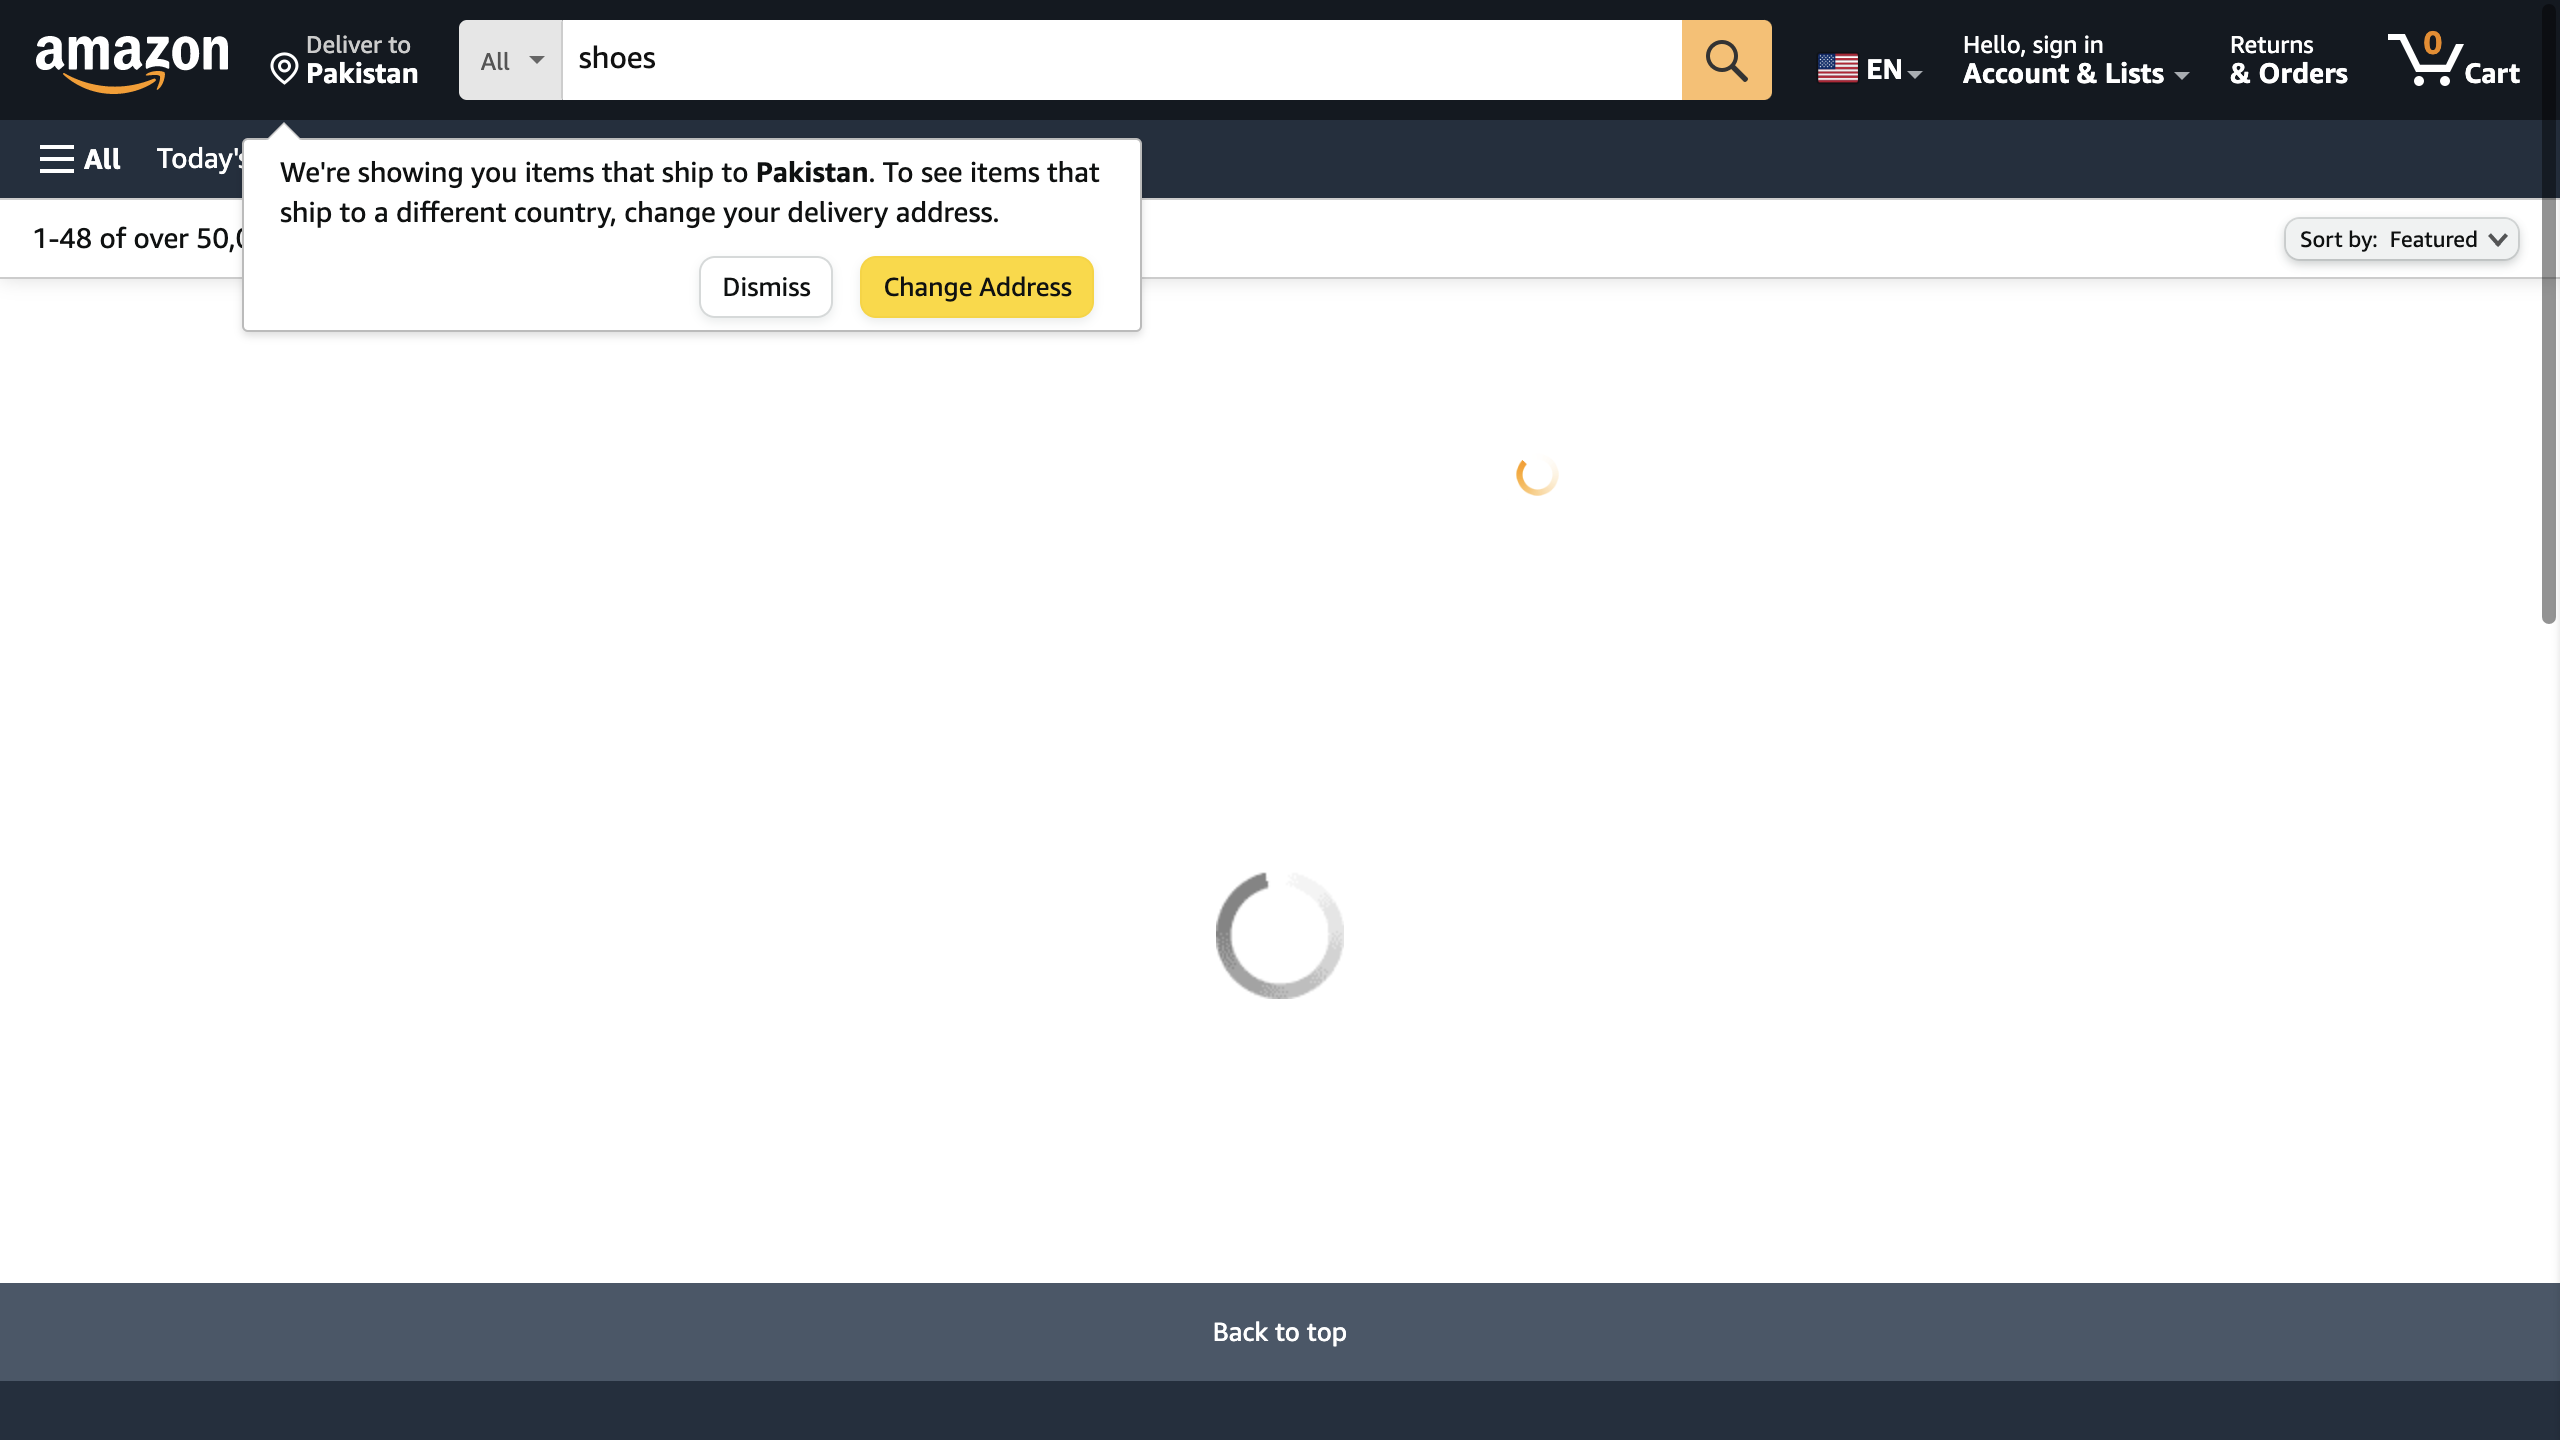 amazon
Deliver to
Pakistan
All
shoes
EN
Hello, sign in
Account & Lists
Returns
& Orders
0
Cart
All
Today's
We're showing you items that ship to Pakistan. To see items that
ship to a different country, change your delivery address.
Dismiss
Change Address
1-48 of over 50,0
Sort by: Featured
Back to top